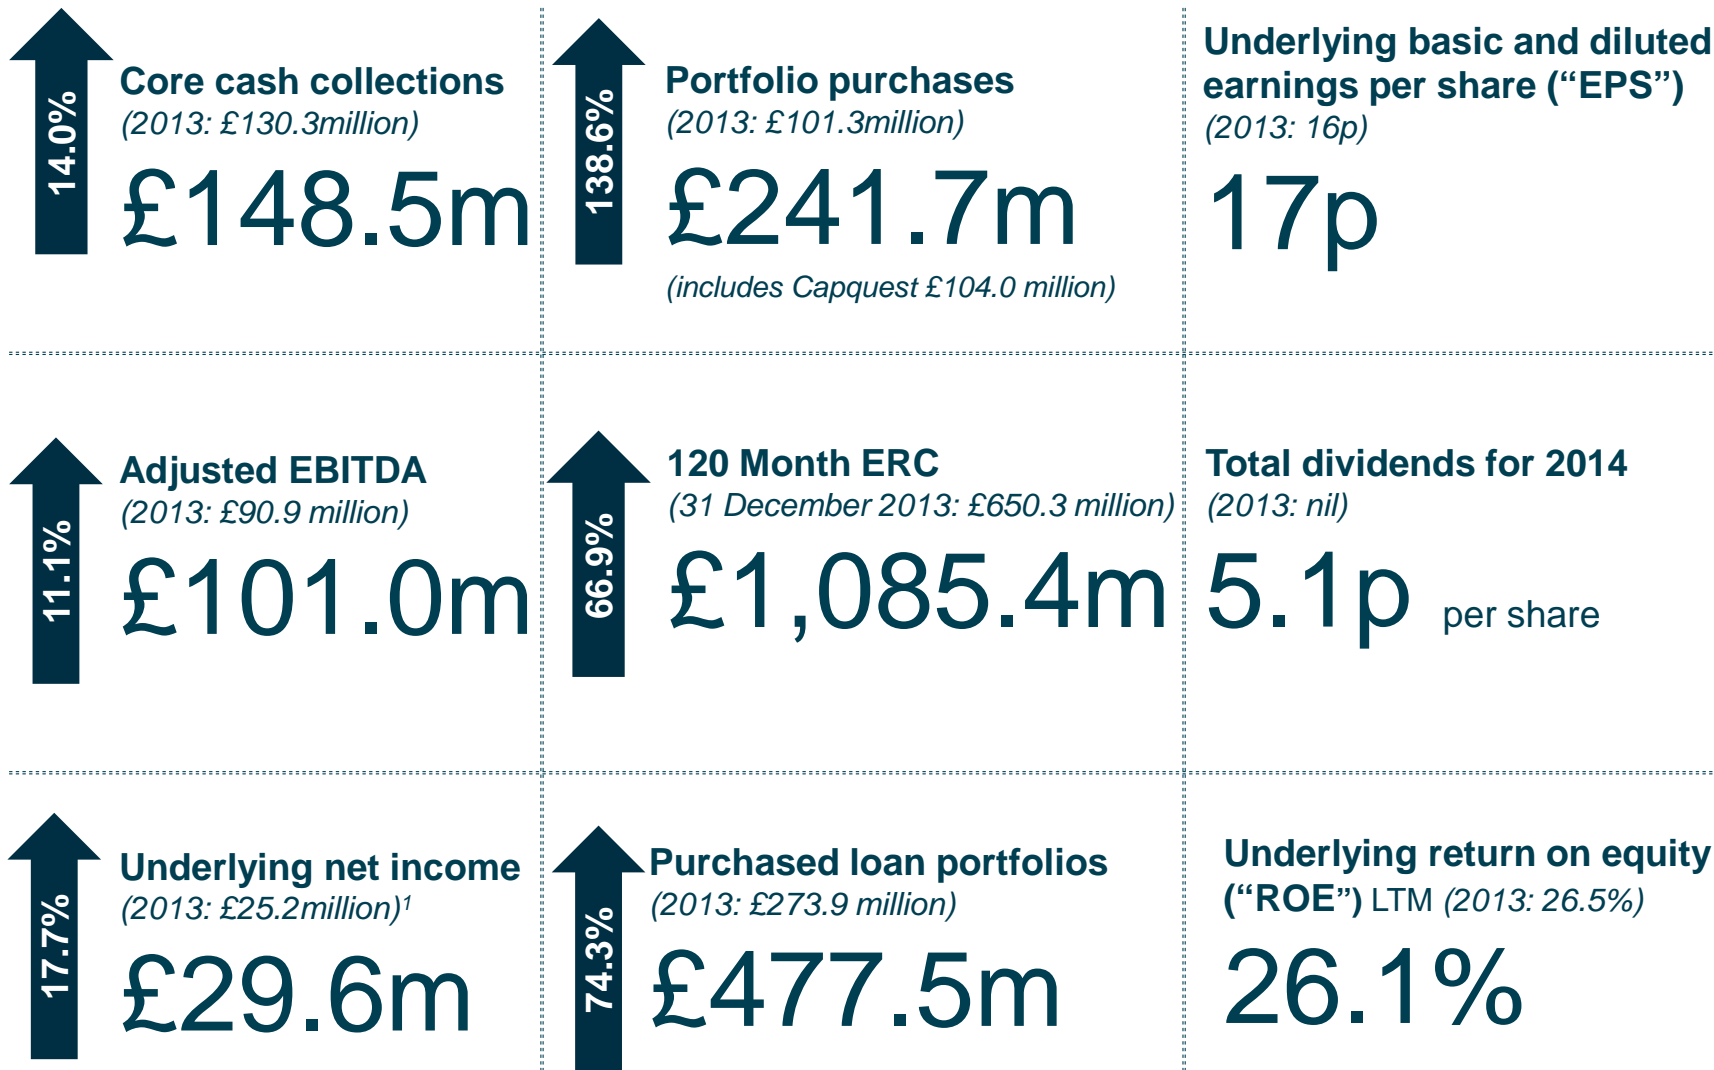 14.0%
Core cash collections
(2013: £130.3million)
£148.5m
138.6%
Portfolio purchases
(2013: £101.3million)
£241.7m
(includes Capquest £104.0 million)
Underlying basic and diluted
earnings per share (“EPS”)
(2013: 16p)
17p
11.1%
Adjusted EBITDA
(2013: £90.9 million)
£101.0m
66.9%
120 Month ERC
(31 December 2013: £650.3 million)
£1,085.4m
Total dividends for 2014
(2013: nil)
5.1p per share
17.7%
Underlying net income
(2013: £25.2million)¹
£29.6m
74.3%
Purchased loan portfolios
(2013: £273.9 million)
£477.5m
Underlying return on equity
(“ROE”) LTM (2013: 26.5%)
26.1%